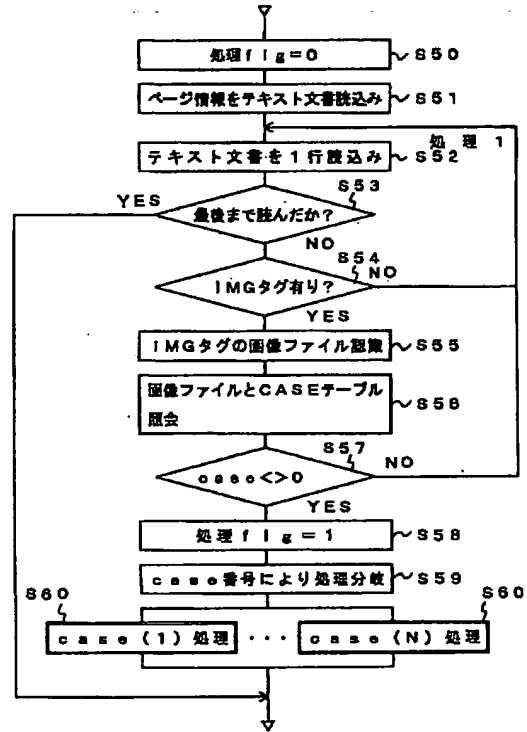 処理flg=0 S50
ページ情報をテキスト文書読込み S51
処理1
テキスト文書を1行読込み S52
S53
YES
最後まで読んだか?
NO
S54
NO
IMGタグ有り?
YES
IMGタグの画像ファイル認識 S55
画像ファイルとCASEテーブル
照会 S56
S57
NO
case<>0
YES
処理flg=1 S58
case番号により処理分岐 S59
S60 S60
case(1)処理 ・・・ case(N)処理